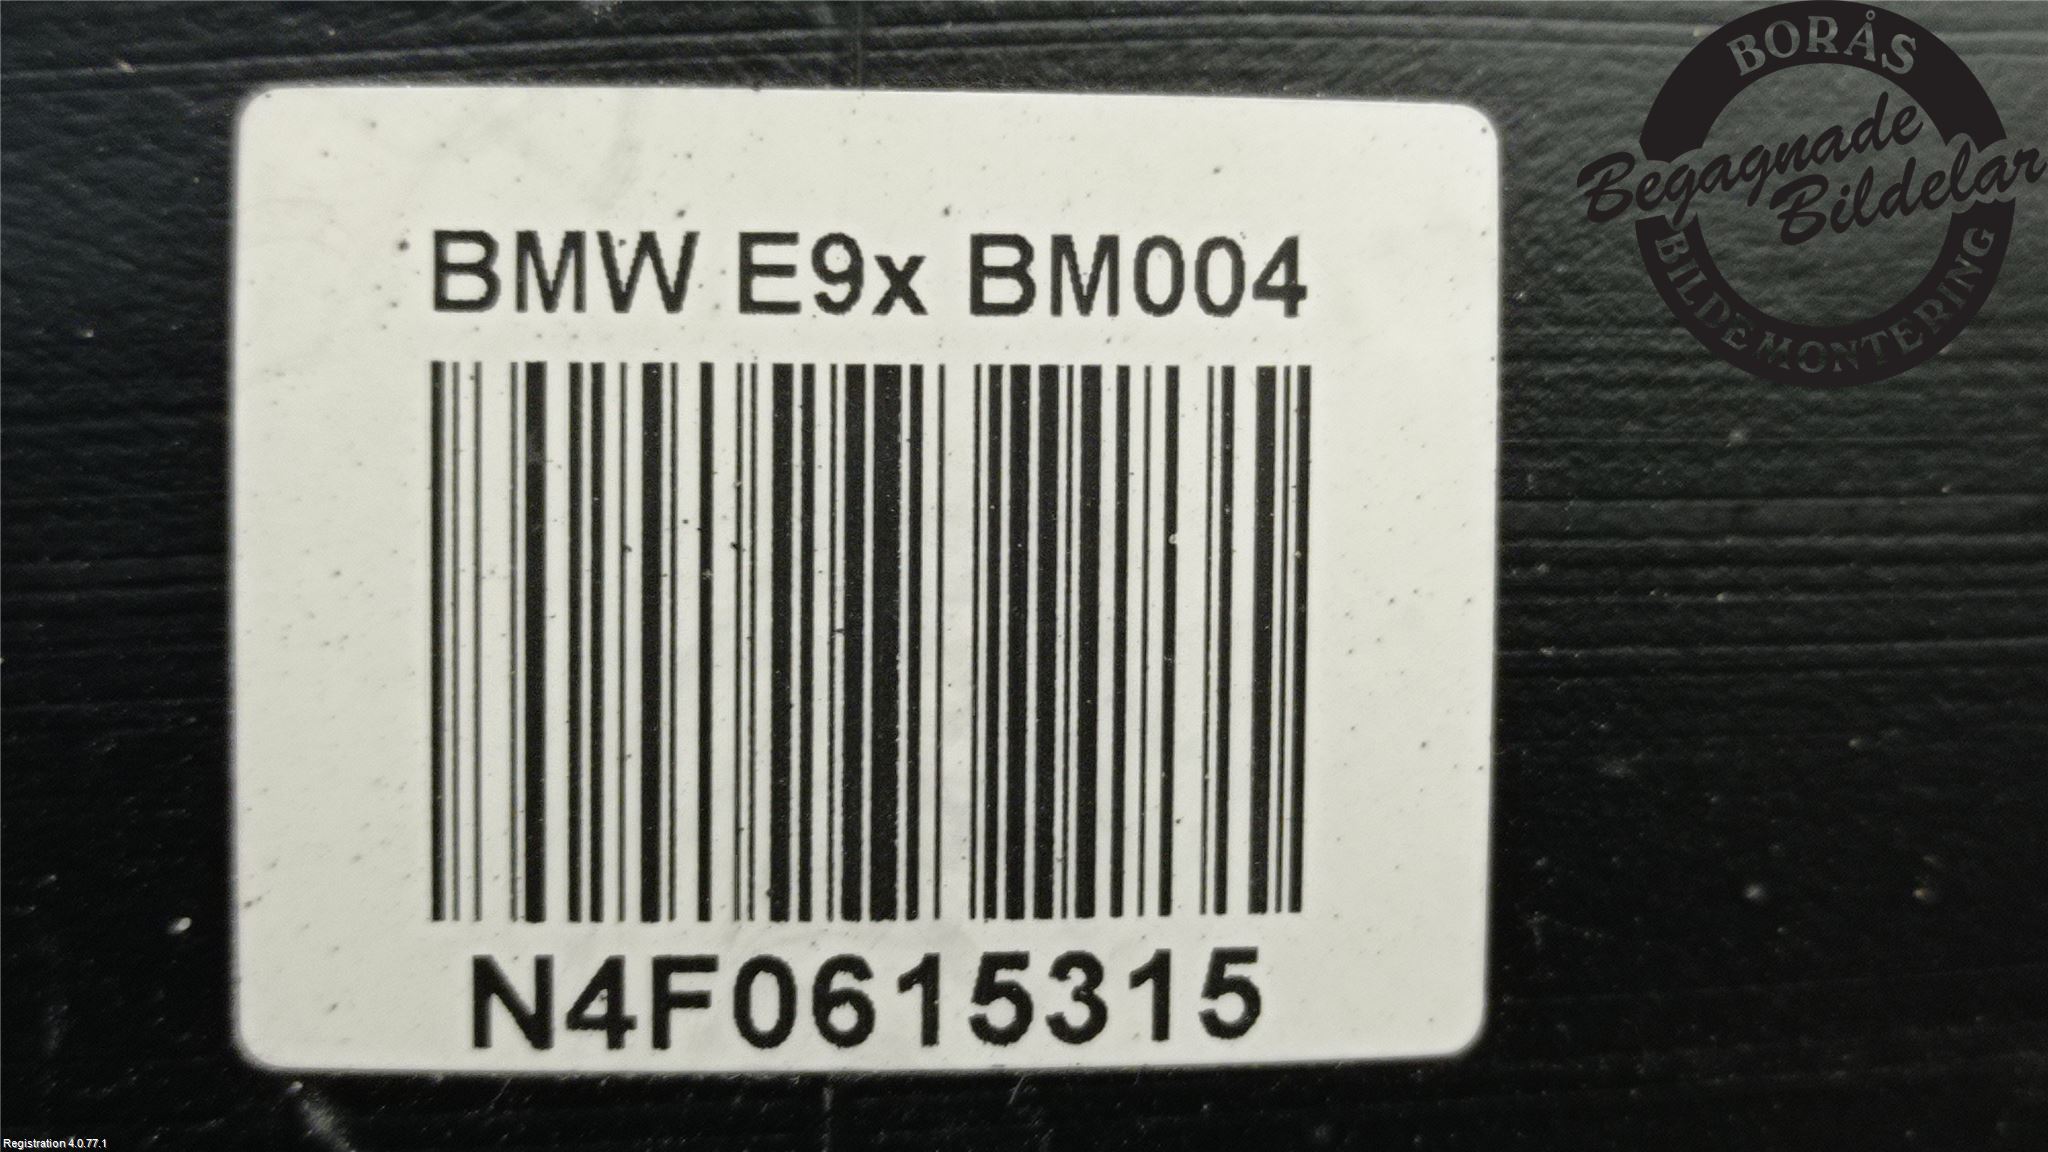 BORÅS
Begagnade
Bildelar
BILDEMONTERING
BMW E9x BM004
N4F0615315
Registration 4.0.77.1